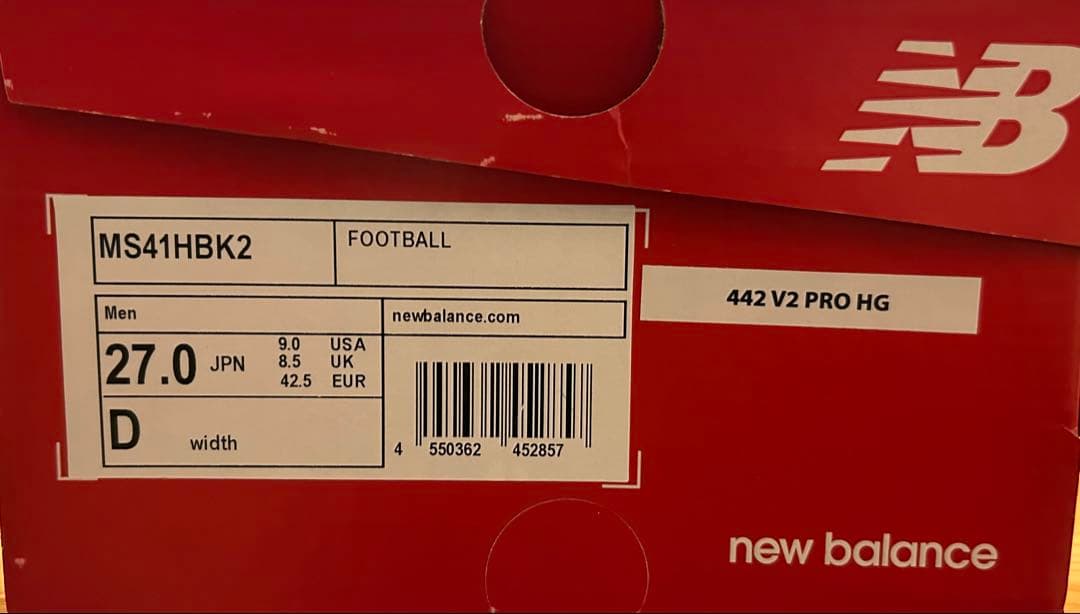 NB
MS41HBK2
FOOTBALL
442 V2 PRO HG
Men
newbalance.com
27.0 JPN
9.0 USA
8.5 UK
42.5 EUR
D width
4 550362 452857
new balance